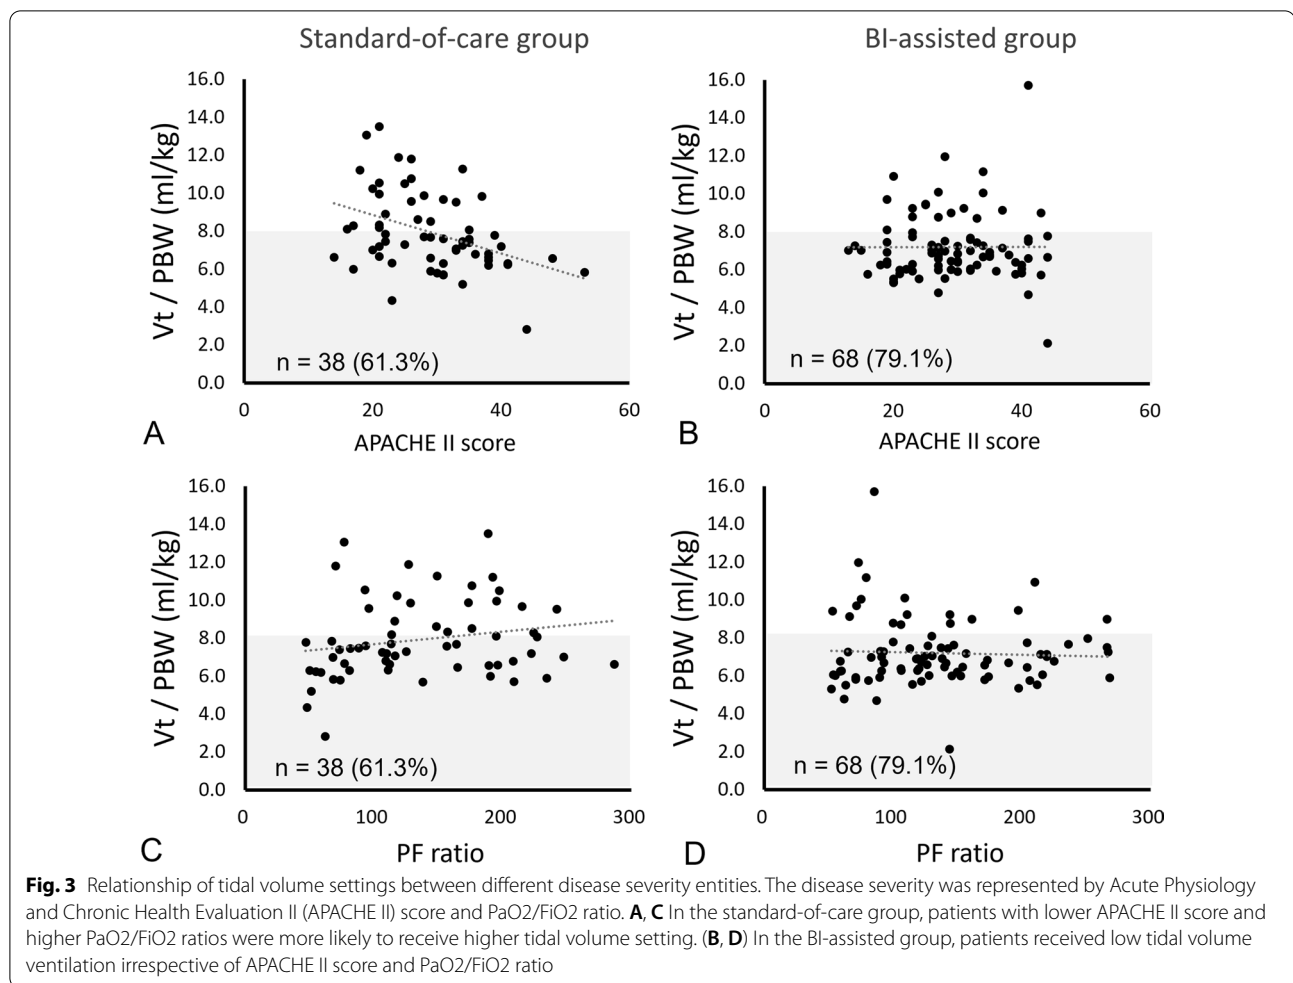 Standard-of-care group
BI-assisted group
16.0
14.0
12.0
10.0
8.0
6.0
4.0
2.0
0.0
Vt / PBW (ml/kg)
n = 38 (61.3%)
0
20
40
60
A
APACHE II score
16.0
14.0
12.0
10.0
8.0
6.0
4.0
2.0
0.0
Vt / PBW (ml/kg)
n = 68 (79.1%)
0
20
40
60
B
APACHE II score
16.0
14.0
12.0
10.0
8.0
6.0
4.0
2.0
0.0
Vt / PBW (ml/kg)
n = 38 (61.3%)
0
100
200
300
C
PF ratio
16.0
14.0
12.0
10.0
8.0
6.0
4.0
2.0
0.0
Vt / PBW (ml/kg)
n = 68 (79.1%)
0
100
200
300
D
PF ratio
Fig. 3 Relationship of tidal volume settings between different disease severity entities. The disease severity was represented by Acute Physiology
and Chronic Health Evaluation II (APACHE II) score and PaO2/FiO2 ratio. A, C In the standard-of-care group, patients with lower APACHE II score and
higher PaO2/FiO2 ratios were more likely to receive higher tidal volume setting. (B, D) In the BI-assisted group, patients received low tidal volume
ventilation irrespective of APACHE II score and PaO2/FiO2 ratio